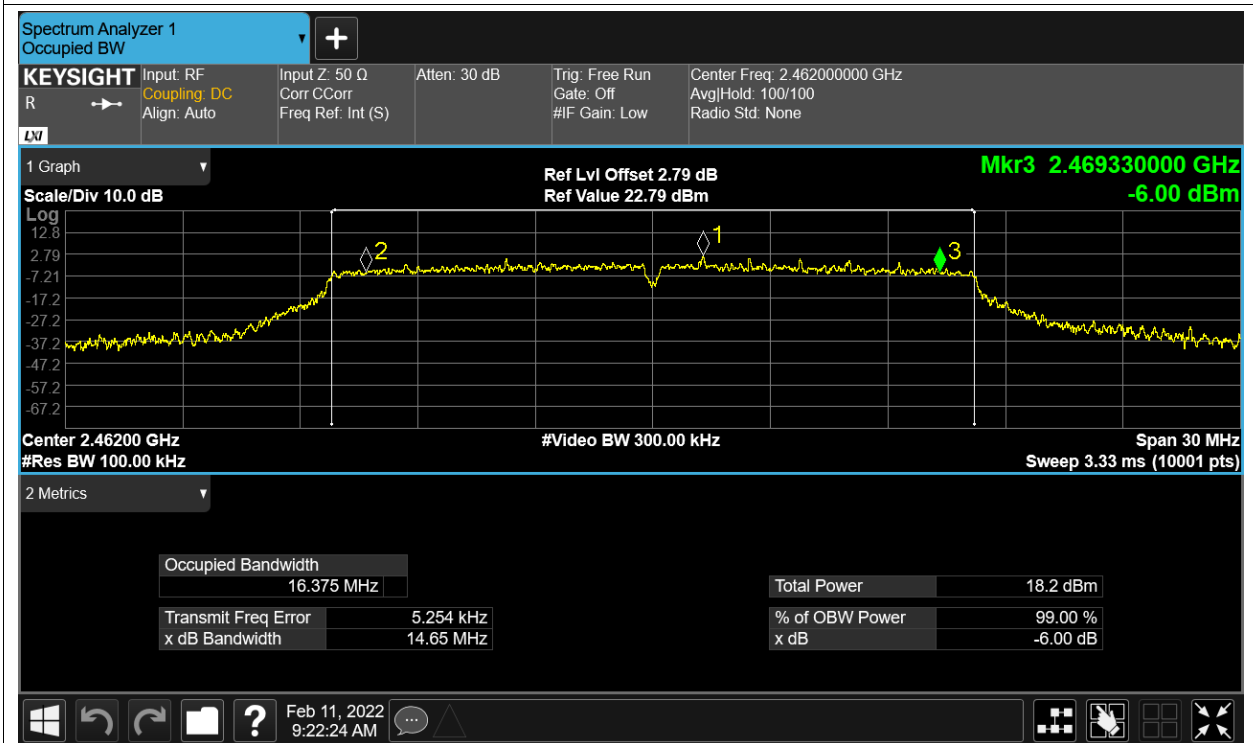 Spectrum Analyzer 1
Occupied BW
KEYSIGHT
R
LXI
Input: RF
Coupling: DC
Align: Auto
Input Z: 50 Ω
Corr CCorr
Freq Ref: Int (S)
Atten: 30 dB
Trig: Free Run
Gate: Off
#IF Gain: Low
Center Freq: 2.462000000 GHz
Avg|Hold: 100/100
Radio Std: None
1 Graph
Scale/Div 10.0 dB
Ref Lvl Offset 2.79 dB
Ref Value 22.79 dBm
Mkr3 2.469330000 GHz
-6.00 dBm
Log
12.8
2.79
-7.21
-17.2
-27.2
-37.2
-47.2
-57.2
-67.2
2
1
3
Center 2.46200 GHz
#Video BW 300.00 kHz
Span 30 MHz
#Res BW 100.00 kHz
Sweep 3.33 ms (10001 pts)
2 Metrics
Occupied Bandwidth
16.375 MHz
Total Power 18.2 dBm
Transmit Freq Error 5.254 kHz
% of OBW Power 99.00 %
x dB Bandwidth 14.65 MHz
x dB -6.00 dB
?
Feb 11, 2022
9:22:24 AM